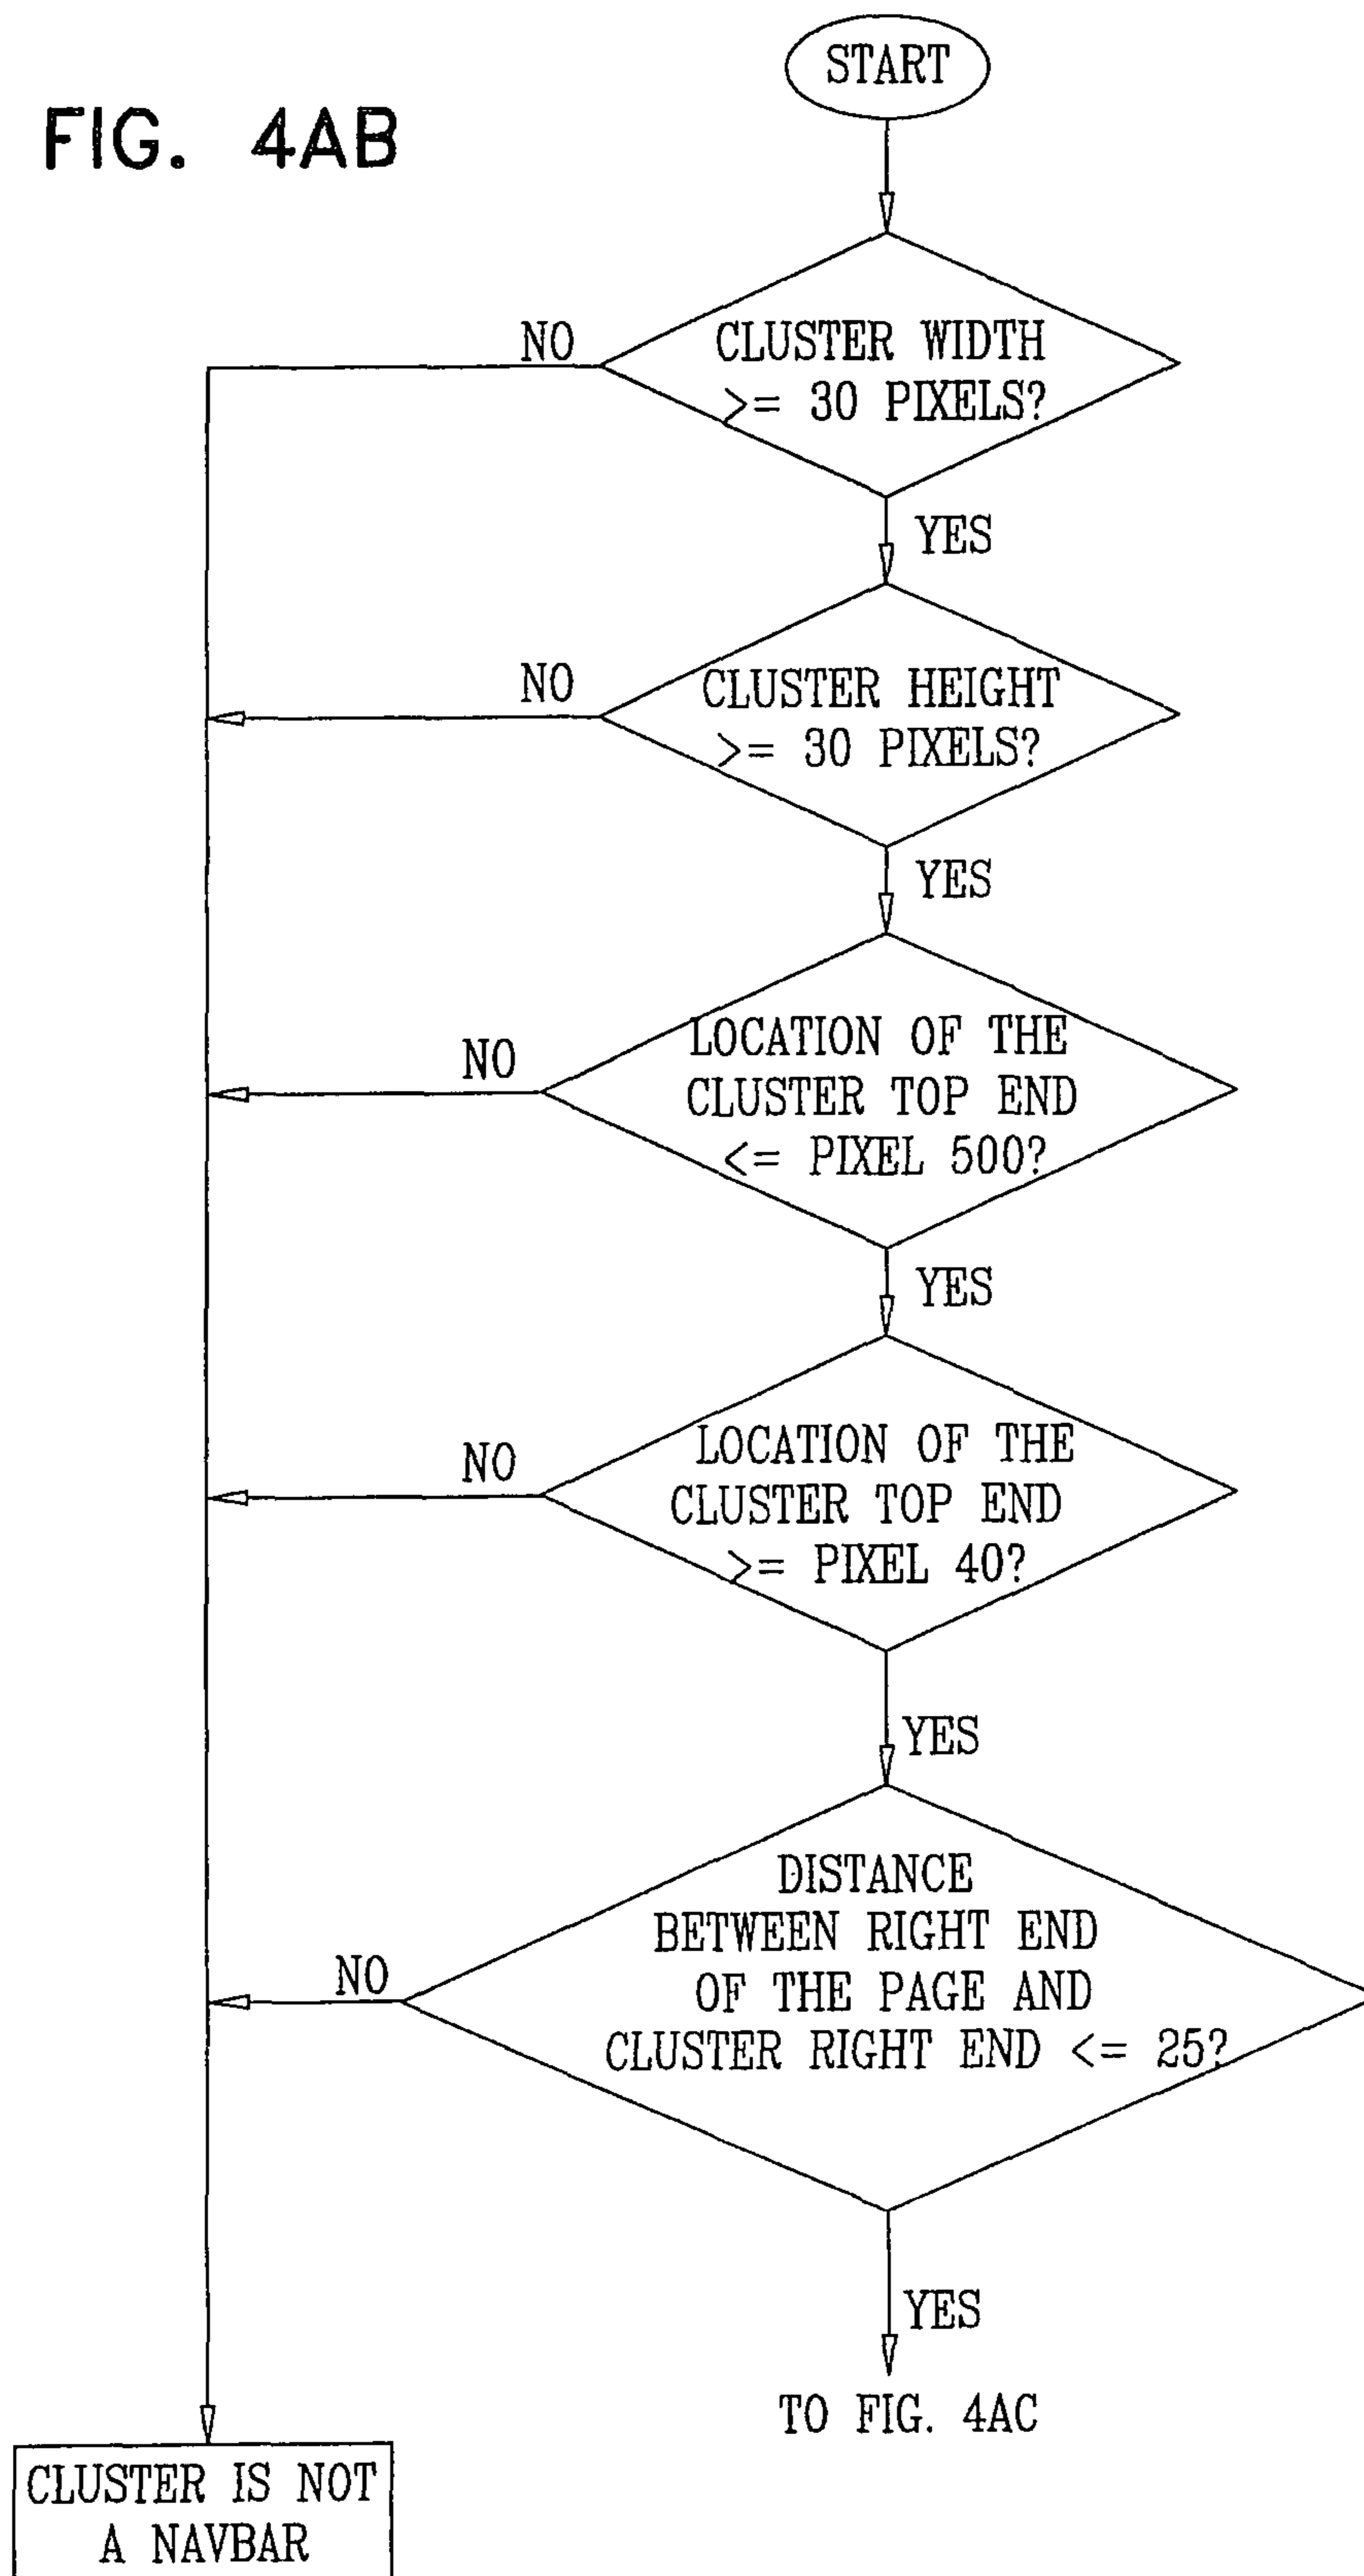 FIG. 4AB
START
CLUSTER WIDTH
>= 30 PIXELS?
NO
YES
CLUSTER HEIGHT
>= 30 PIXELS?
NO
YES
LOCATION OF THE
CLUSTER TOP END
<= PIXEL 500?
NO
YES
LOCATION OF THE
CLUSTER TOP END
>= PIXEL 40?
NO
YES
DISTANCE
BETWEEN RIGHT END
OF THE PAGE AND
CLUSTER RIGHT END <= 25?
NO
YES
TO FIG. 4AC
CLUSTER IS NOT
A NAVBAR